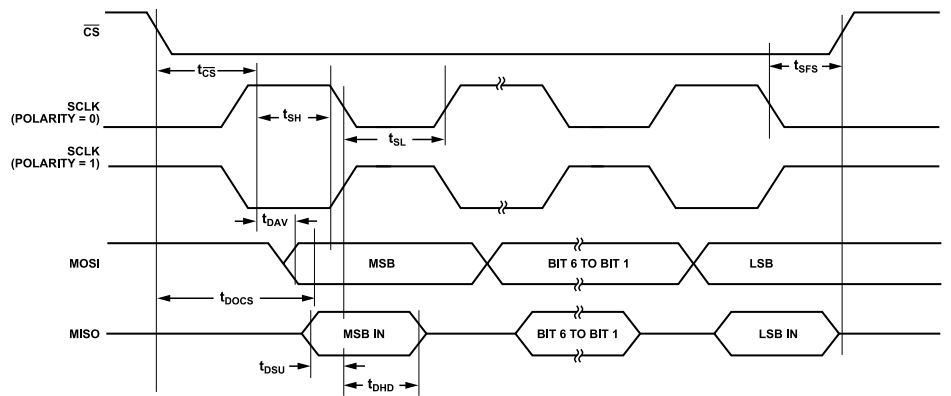 CS
tCS
tSFS
SCLK
(POLARITY = 0)
tSH
tSL
SCLK
(POLARITY = 1)
tDAV
MOSI
MSB
BIT 6 TO BIT 1
LSB
tDOCS
MISO
MSB IN
BIT 6 TO BIT 1
LSB IN
tDSU
tDHD